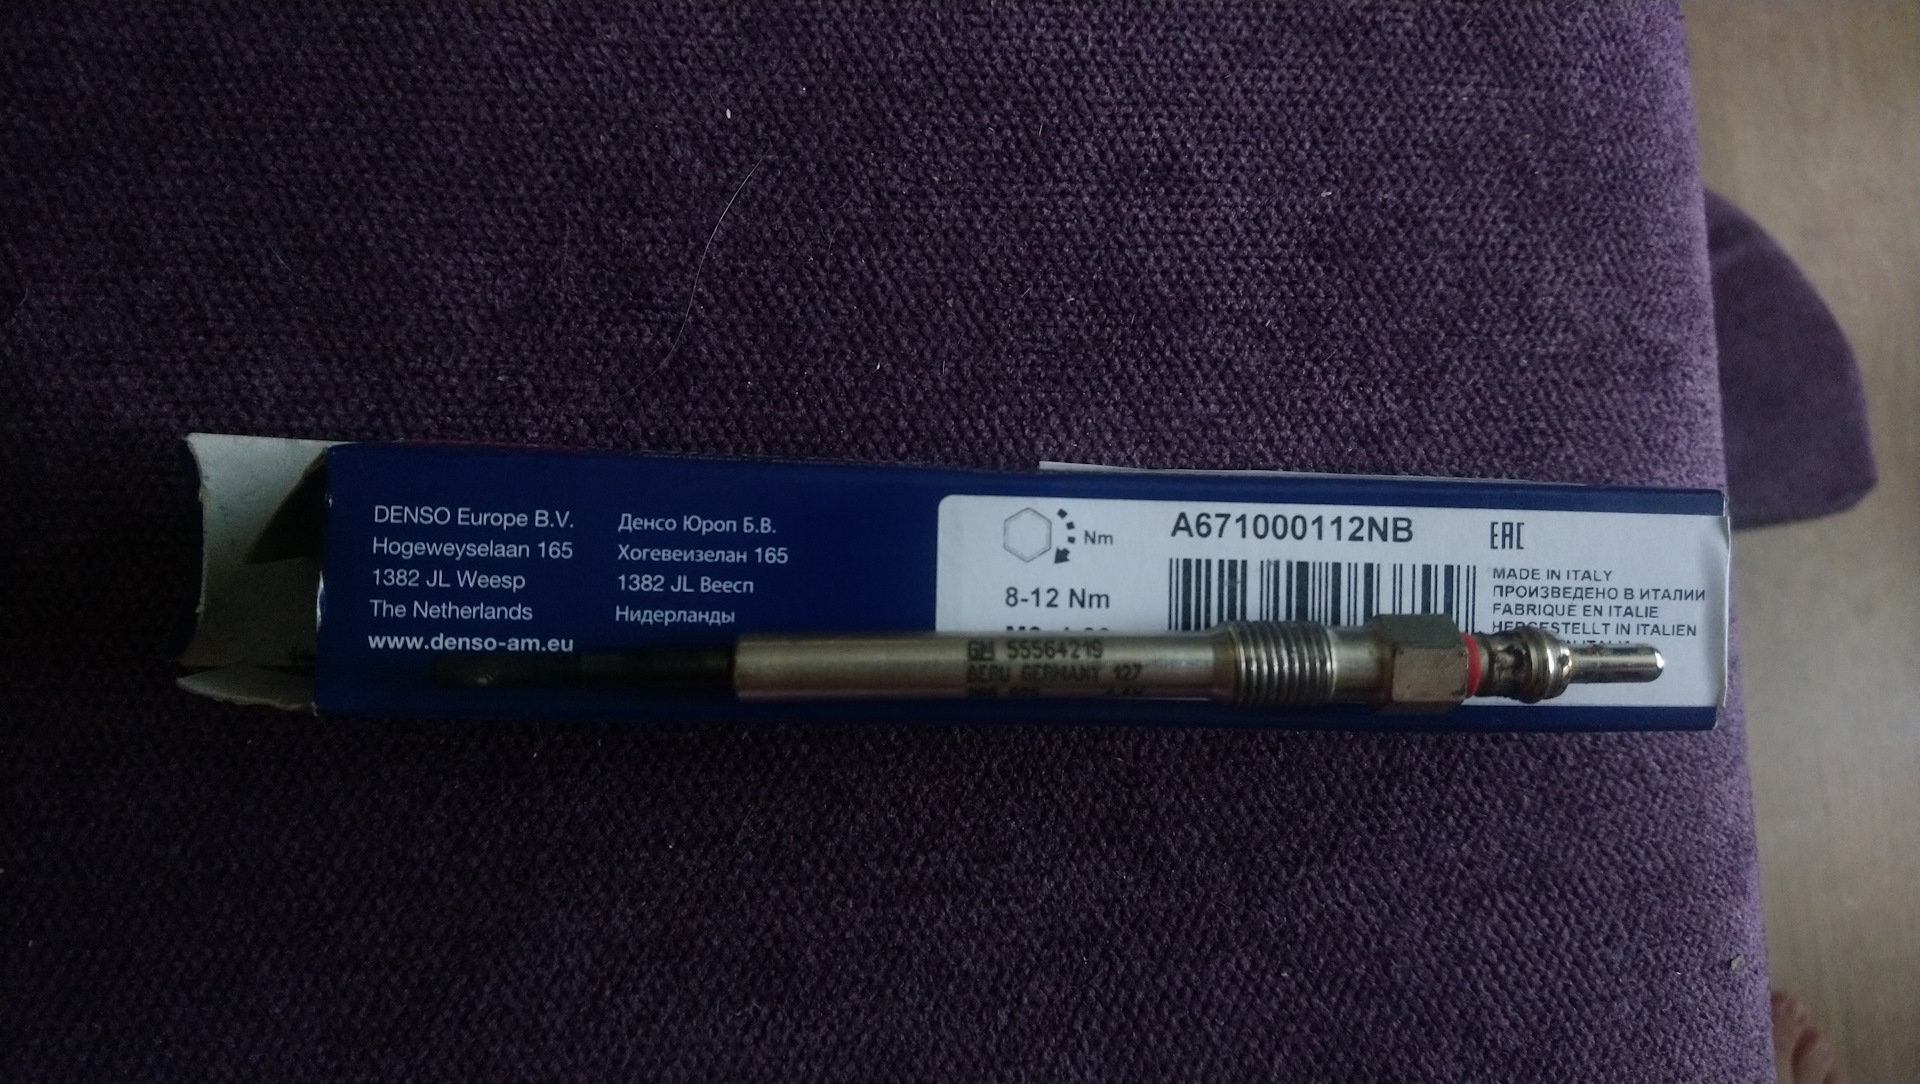 DENSO Europe B.V.
Hogeweyselaan 165
1382 JL Weesp
The Netherlands
www.denso-am.eu
Денсо Юроп Б.В.
Хогевеизелан 165
1382 JL Веесп
Нидерланды
Nm
8-12 Nm
A671000112NB
EAC
MADE IN ITALY
ПРОИЗВЕДЕНО В ИТАЛИИ
FABRIQUÉ EN ITALIE
HERGESTELLT IN ITALIEN
GM 55564219
BERU GERMANY 127